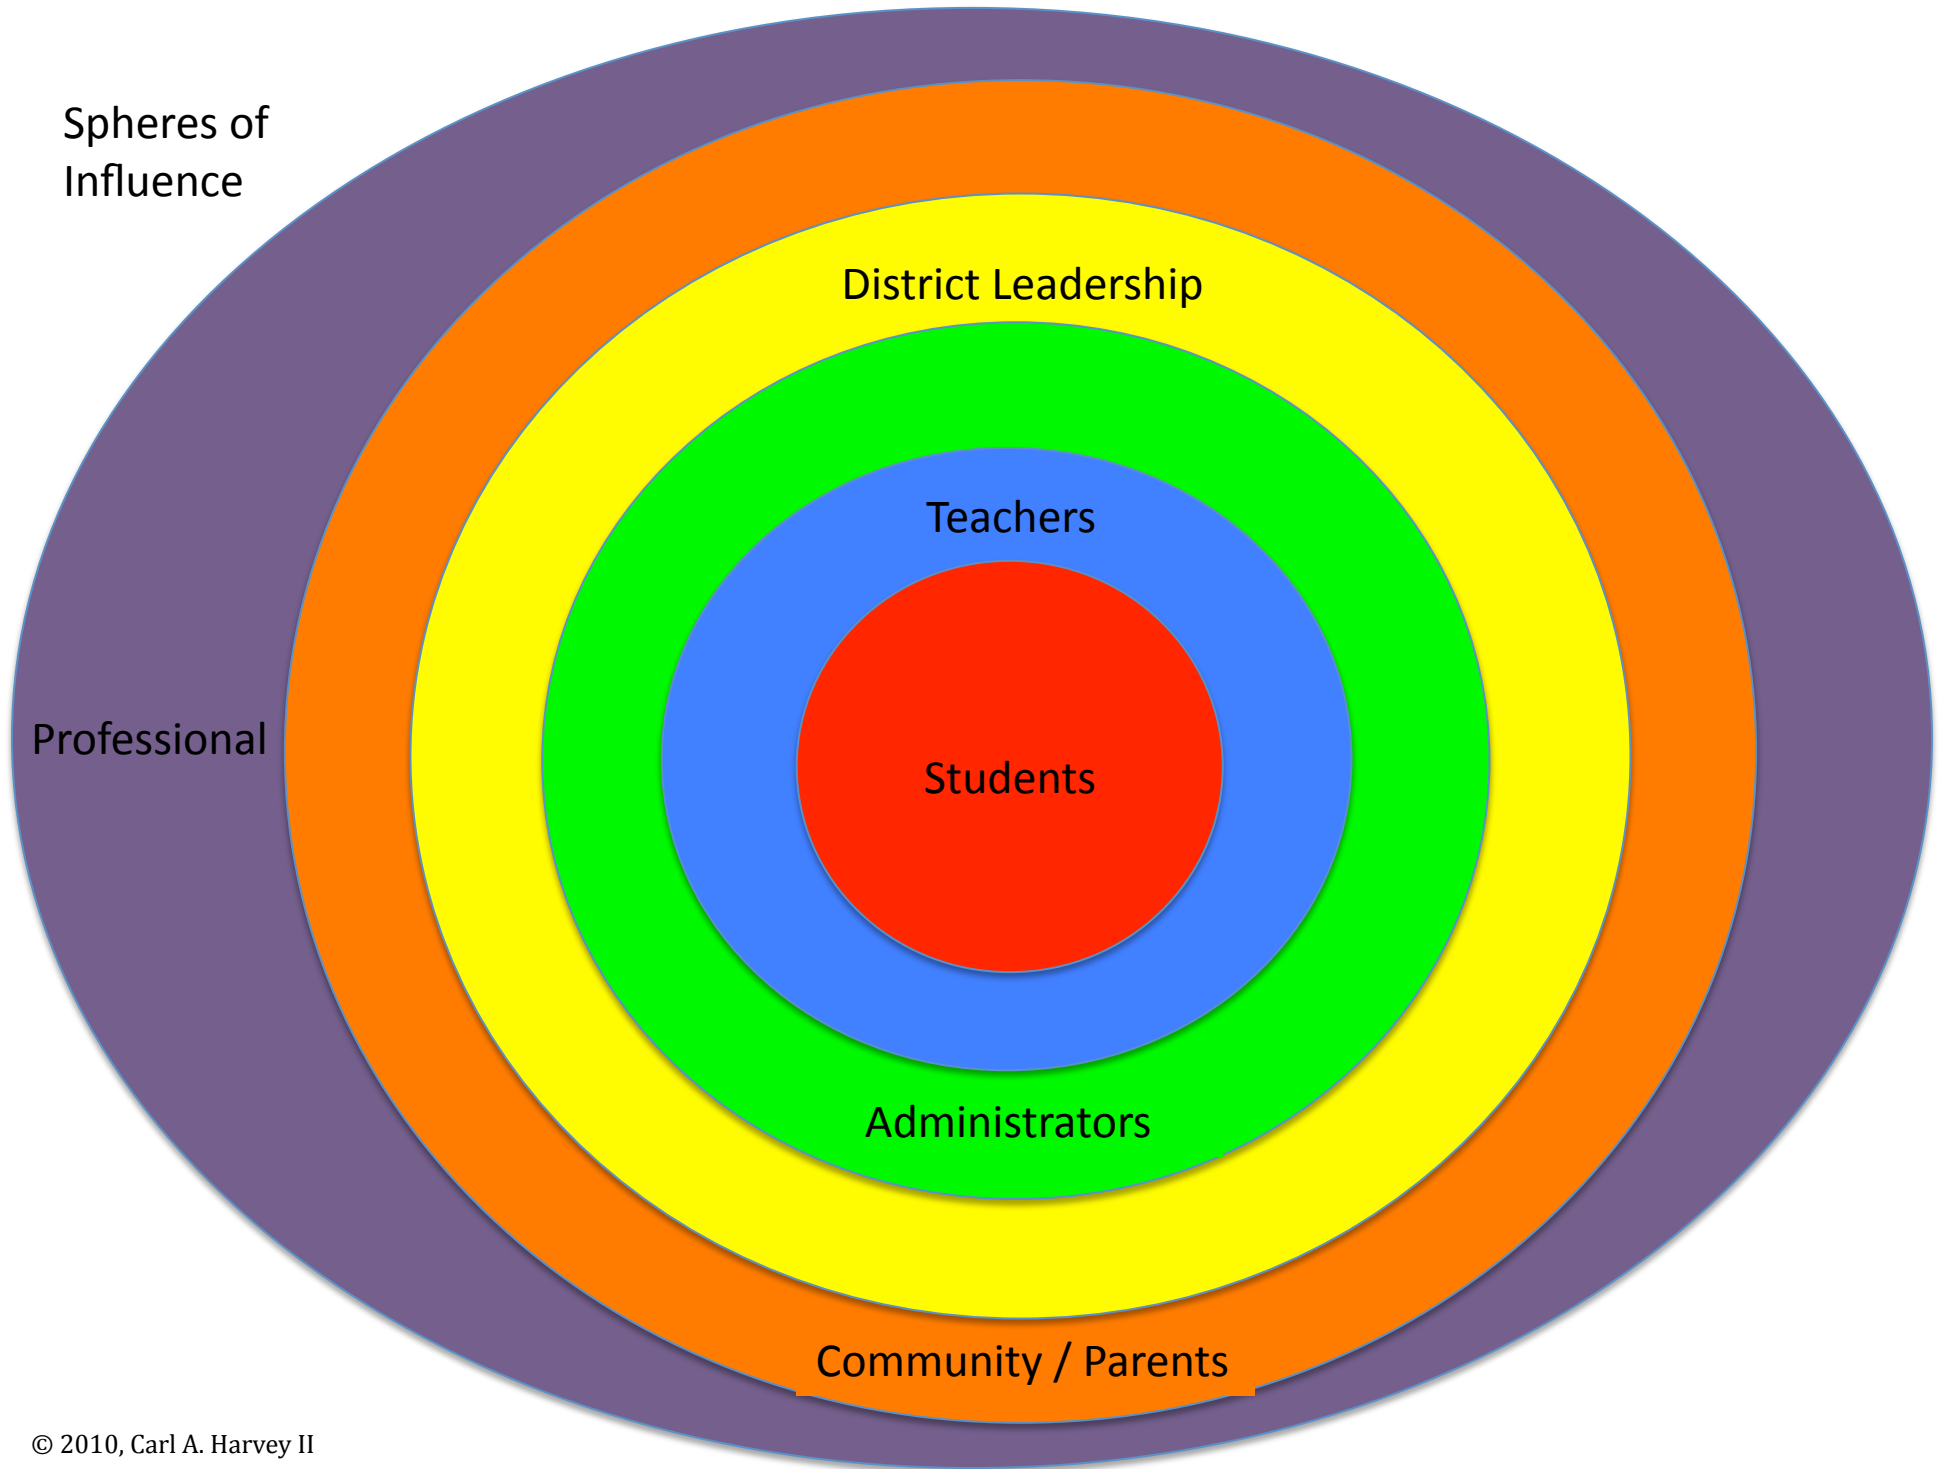 Spheres of
Influence
District Leadership
Teachers
Professional
Students
Administrators
Community / Parents
© 2010, Carl A. Harvey II